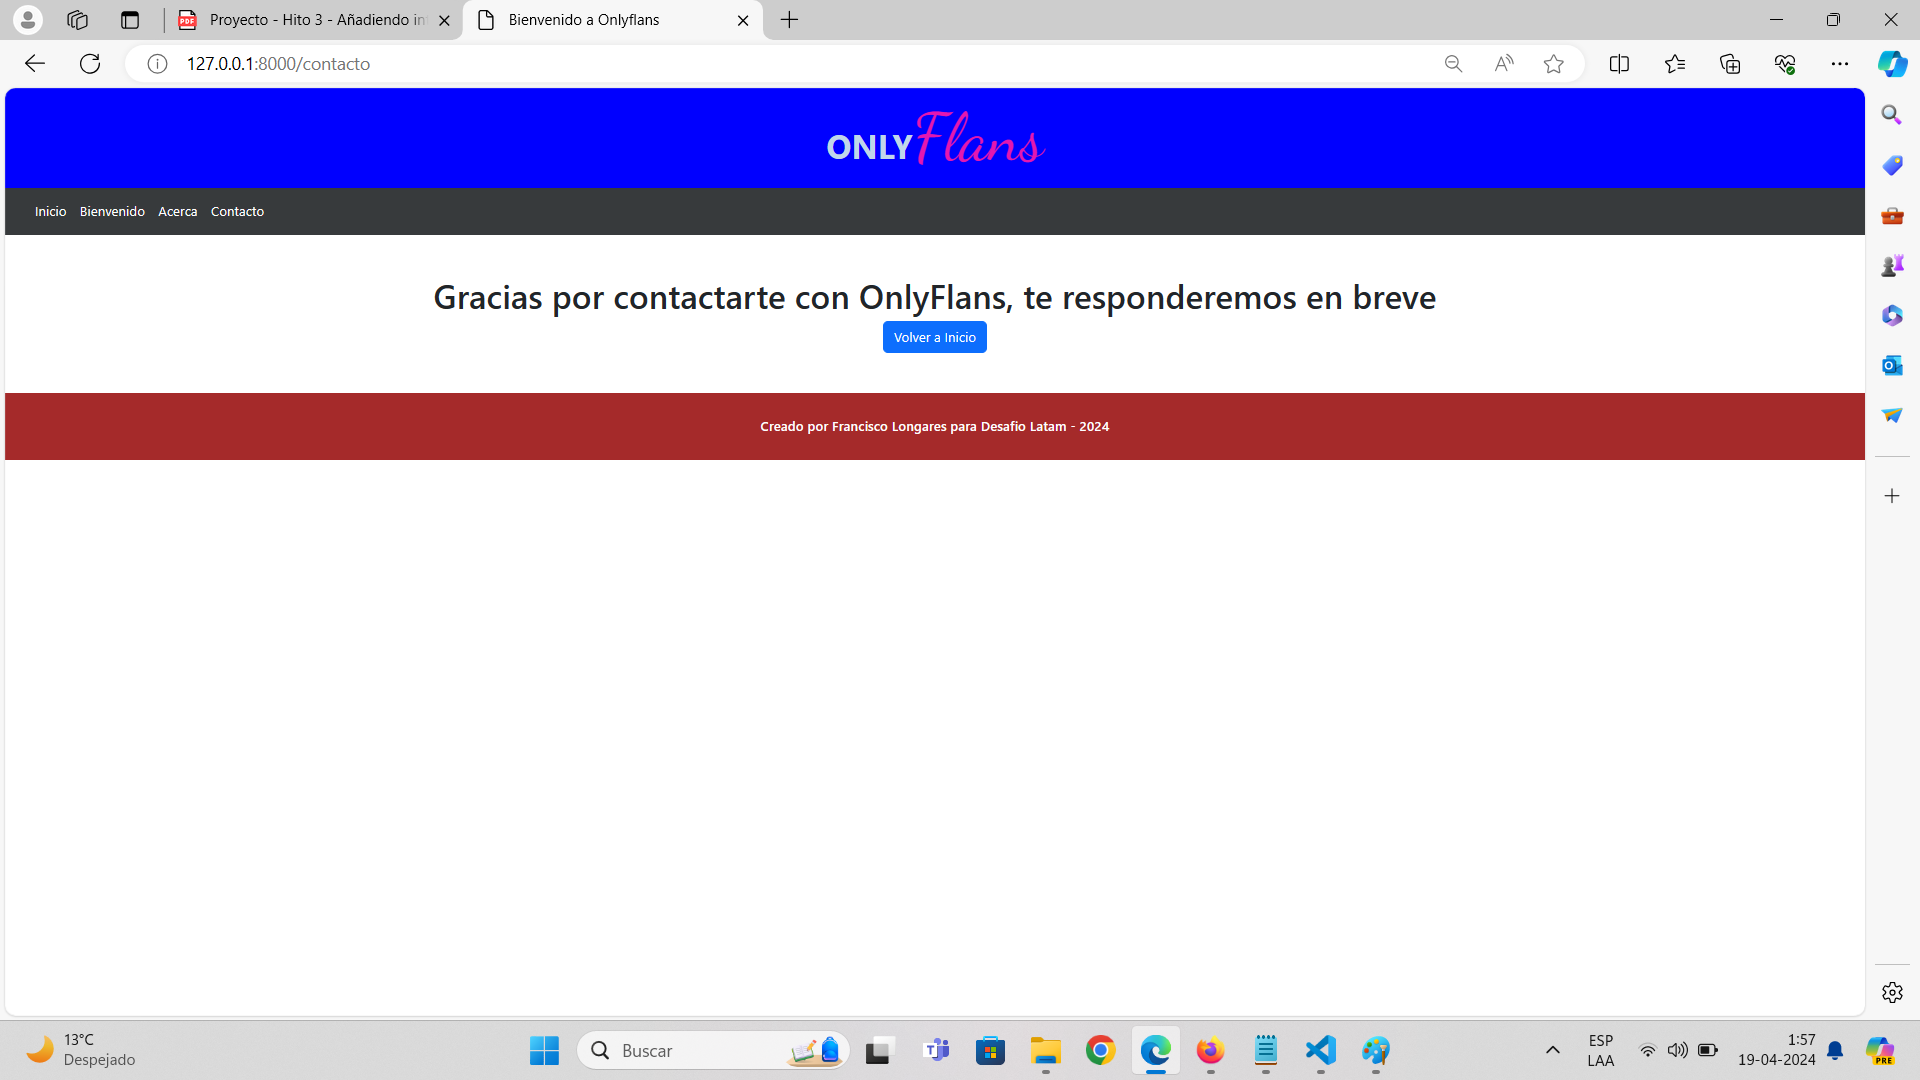 Proyecto - Hito 3 - Añadiendo in
Bienvenido a Onlyflans
127.0.0.1:8000/contacto
ONLYFlans
Inicio Bienvenido Acerca Contacto
Gracias por contactarte con OnlyFlans, te responderemos en breve
Volver a Inicio
Creado por Francisco Longares para Desafio Latam - 2024
13°C
Despejado
Buscar
ESP
LAA
1:57
19-04-2024
PRE